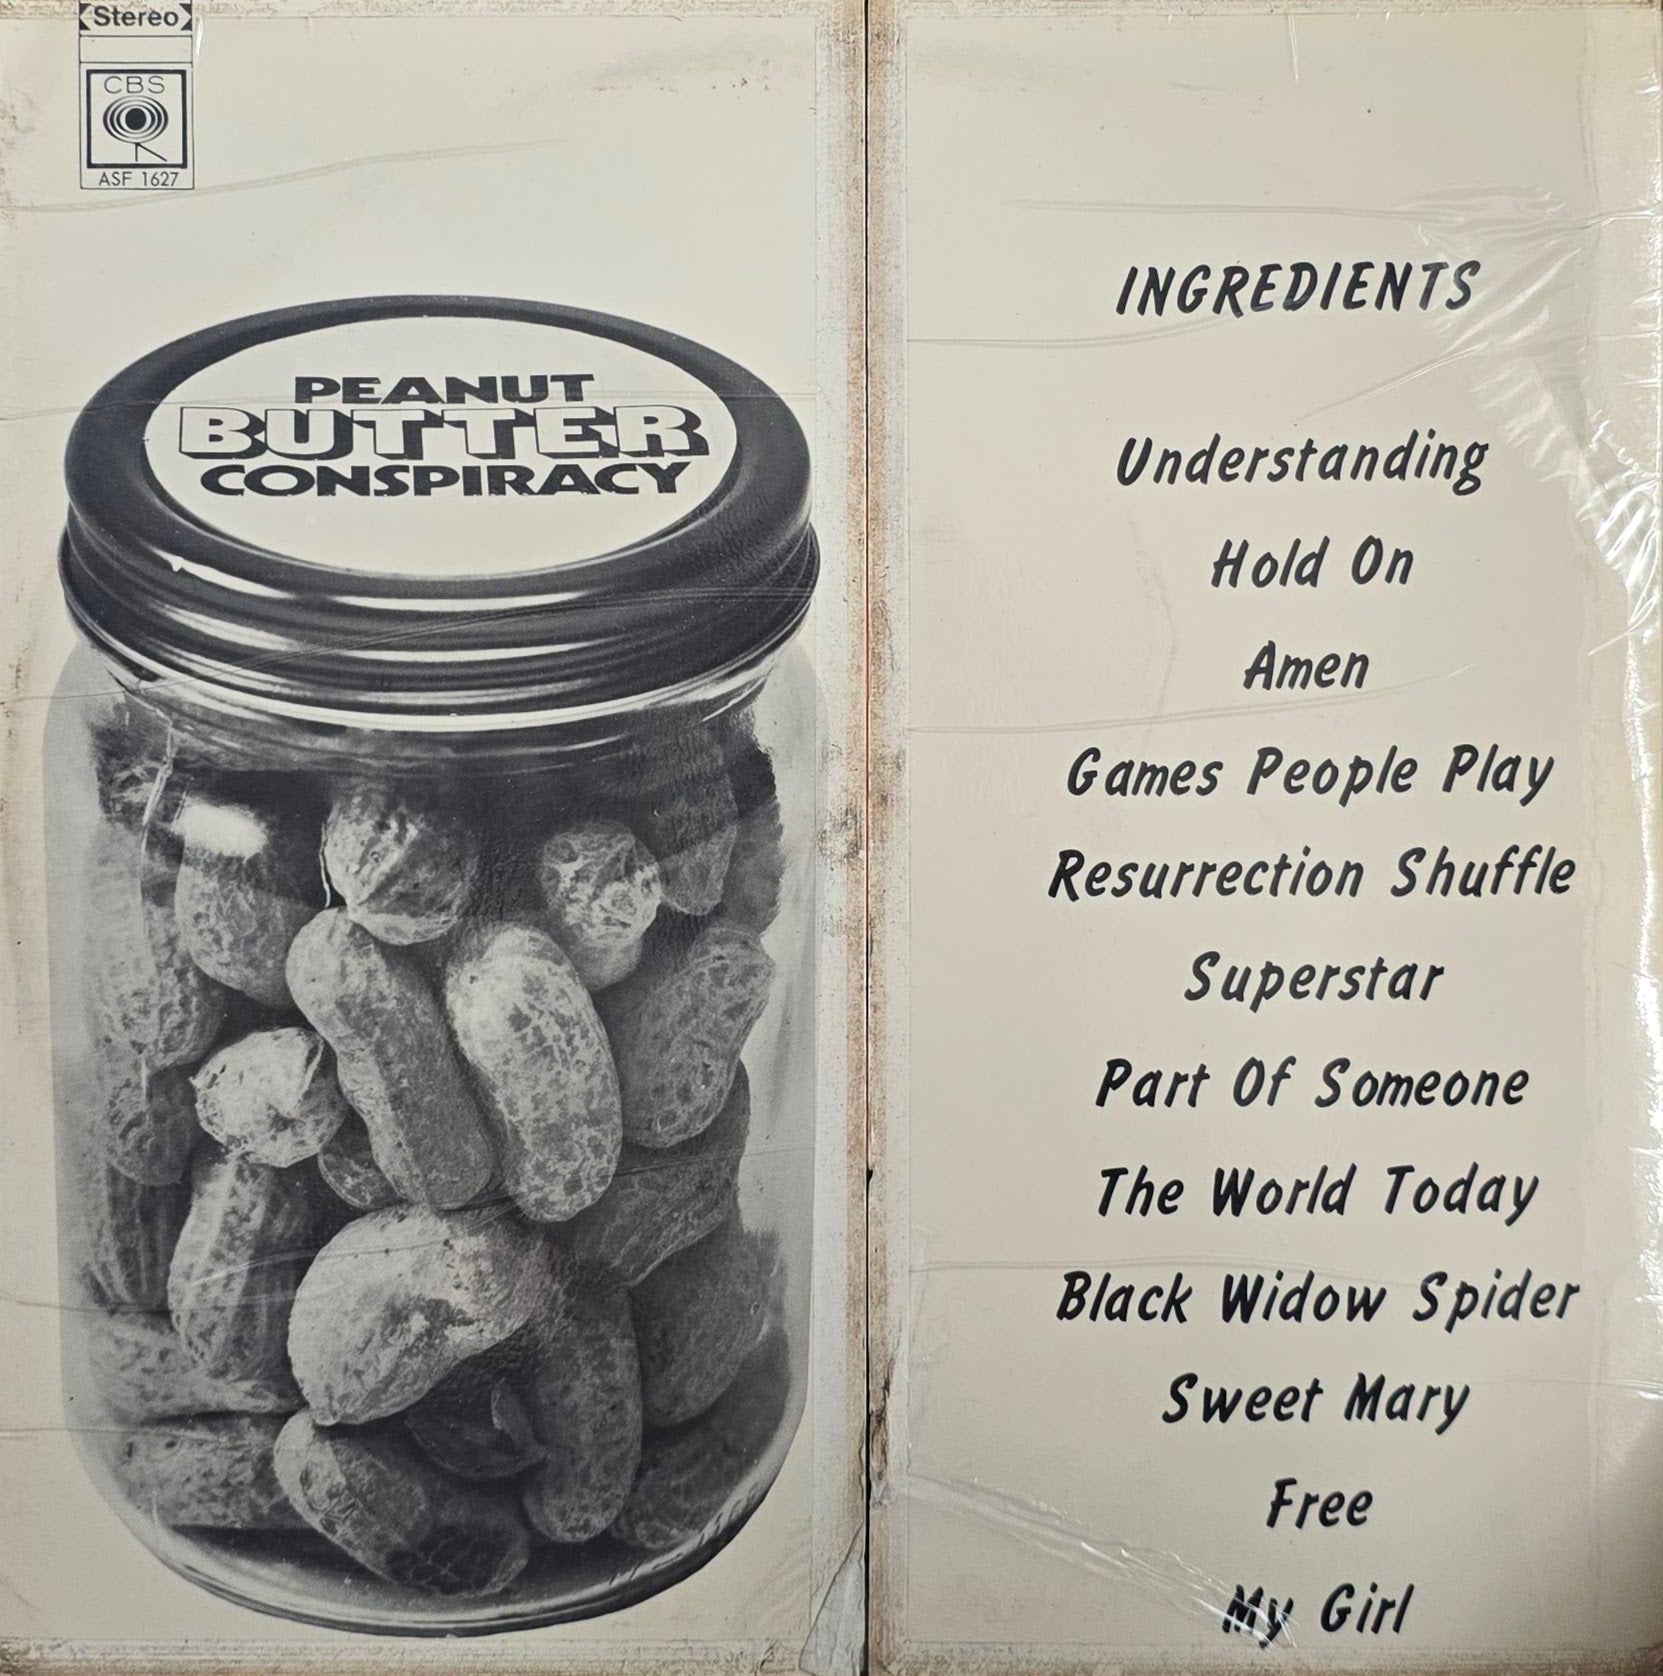 Stereo
CBS
ASF 1627
PEANUT
BUTTER
CONSPIRACY
INGREDIENTS
Understanding
Hold On
Amen
Games People Play
Resurrection Shuffle
Superstar
Part Of Someone
The World Today
Black Widow Spider
Sweet Mary
Free
My Girl